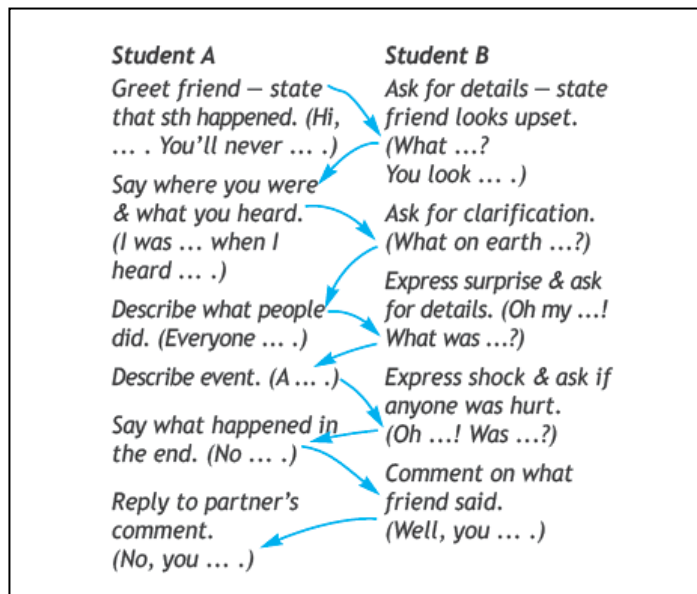 Student A
Greet friend – state
that sth happened. (Hi,
... . You'll never ... .)
Say where you were
& what you heard.
(I was ... when I
heard ... .)
Describe what people
did. (Everyone ... .)
Describe event. (A ... .)
Say what happened in
the end. (No ... .)
Reply to partner's
comment.
(No, you ... .)
Student B
Ask for details – state
friend looks upset.
(What ...?
You look ... .)
Ask for clarification.
(What on earth ...?)
Express surprise & ask
for details. (Oh my ...!
What was ...?)
Express shock & ask if
anyone was hurt.
(Oh ...! Was ...?)
Comment on what
friend said.
(Well, you ... .)